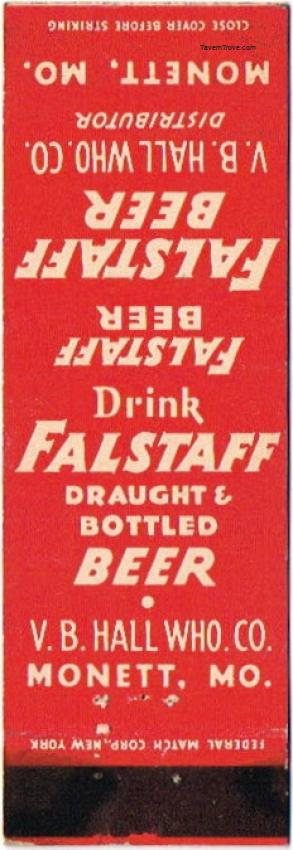 CLOSE COVER BEFORE STRIKING
TavernTrove.com
MONETT, MO.
DISTRIBUTOR
V. B. HALL WHO. CO.
BEER
FALSTAFF
BEER
FALSTAFF
Drink
FALSTAFF
DRAUGHT &
BOTTLED
BEER
V. B. HALL WHO. CO.
MONETT, MO.
FEDERAL MATCH CORP., NEW YORK